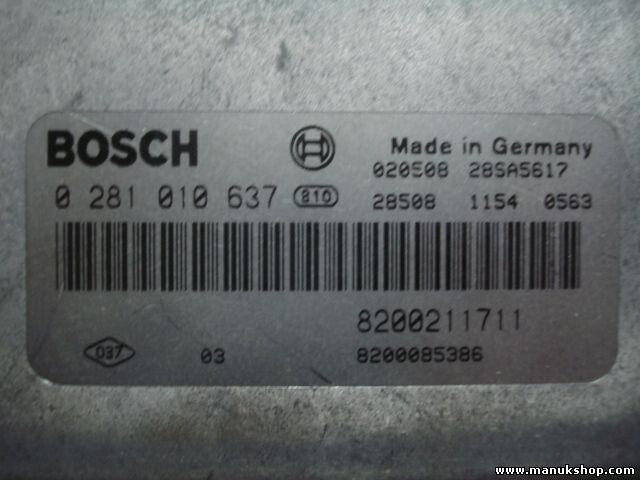 BOSCH Made in Germany
020508 28SA5617
0 281 010 637 810 28508 1154 0563
8200211711
037 03 8200085386
www.manukshop.com